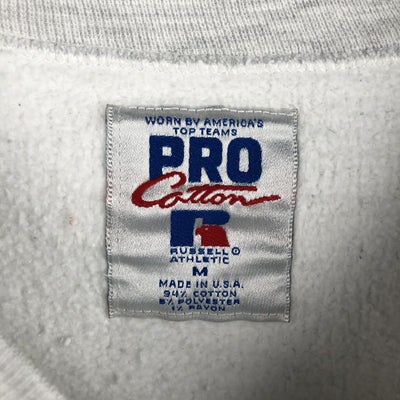 WORN BY AMERICA'S
TOP TEAMS
PRO
Cotton
R
RUSSELL®
ATHLETIC
M
MADE IN U.S.A.
94% COTTON
5% POLYESTER
1% RAYON